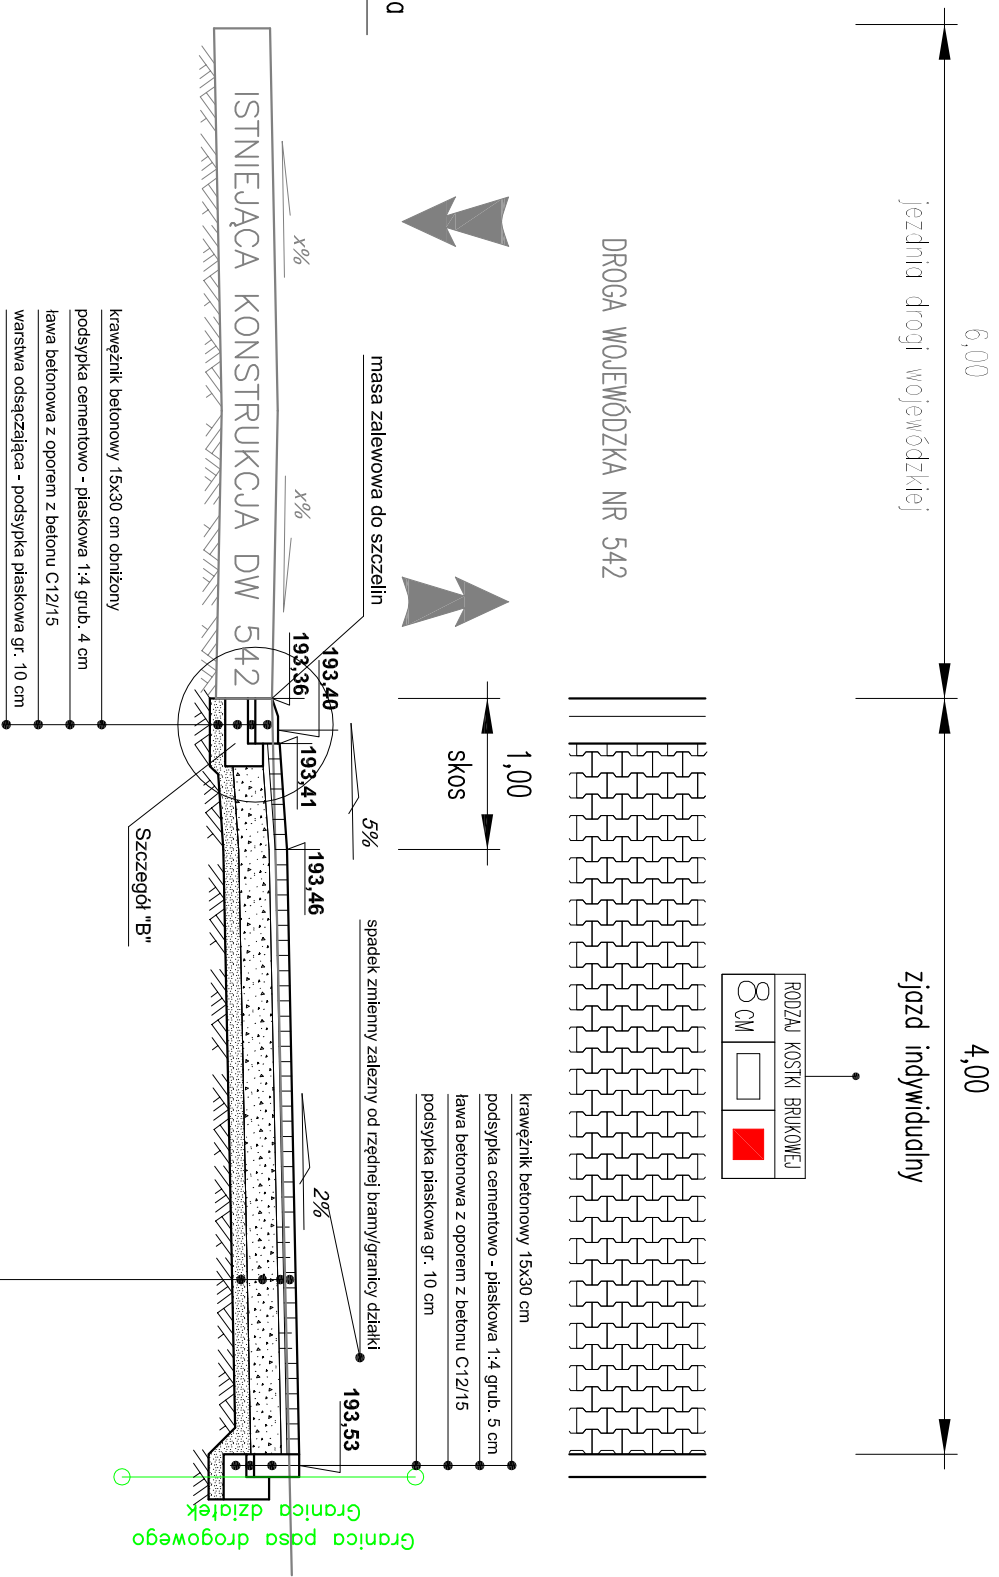 6,00
jezdnia drogi wojewódzkiej
4,00
zjazd indywidualny
RODZAJ KOSTKI BRUKOWEJ
8 CM
DROGA WOJEWÓDZKA NR 542
1,00
skos
krawężnik betonowy 15x30 cm
podsypka cementowo - piaskowa 1:4 grub. 5 cm
ława betonowa z oporem z betonu C12/15
podsypka piaskowa gr. 10 cm
a
masa zalewowa do szczelin
5%
spadek zmienny zalezny od rzędnej bramy/granicy działki
x%
x%
193,40
193,36
193,41
193,46
2%
193,53
ISTNIEJĄCA KONSTRUKCJA DW 542
Szczegół "B"
krawężnik betonowy 15x30 cm obniżony
podsypka cementowo - piaskowa 1:4 grub. 4 cm
ława betonowa z oporem z betonu C12/15
warstwa odsączająca - podsypka piaskowa gr. 10 cm
Granica działek
Granica pasa drogowego